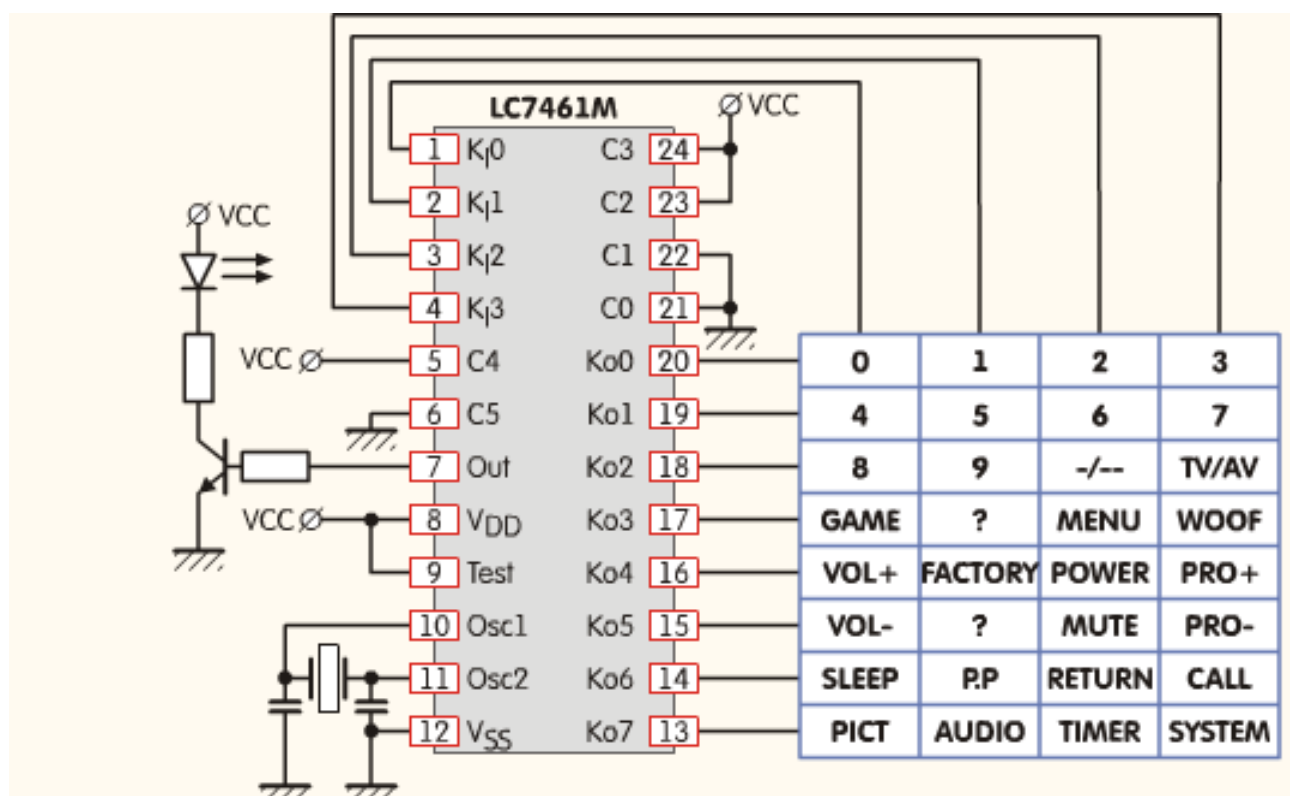 LC7461M
VCC
1 KI0 C3 24
2 KI1 C2 23
VCC
3 KI2 C1 22
4 KI3 C0 21
VCC 5 C4 Ko0 20 0 1 2 3
6 C5 Ko1 19 4 5 6 7
7 Out Ko2 18 8 9 -/-- TV/AV
VCC 8 VDD Ko3 17 GAME ? MENU WOOF
9 Test Ko4 16 VOL+ FACTORY POWER PRO+
10 Osc1 Ko5 15 VOL- ? MUTE PRO-
11 Osc2 Ko6 14 SLEEP P.P RETURN CALL
12 VSS Ko7 13 PICT AUDIO TIMER SYSTEM